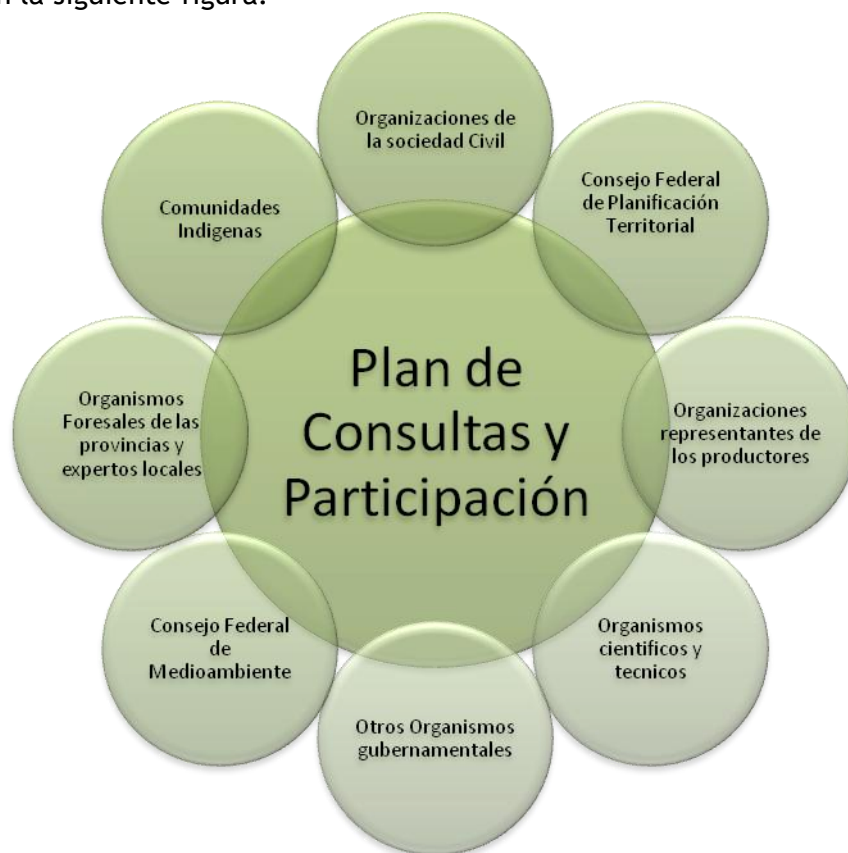 n la siguiente figura:
Organizaciones de
la sociedad Civil
Consejo Federal
de Planificación
Territorial
Organizaciones
representantes de
los productores
Organismos
cientificos y
tecnicos
Otros Organismos
gubernamentales
Consejo Federal
de
Medioambiente
Organismos
Foresales de las
provincias y
expertos locales
Comunidades
Indigenas
Plan de
Consultas y
Participación